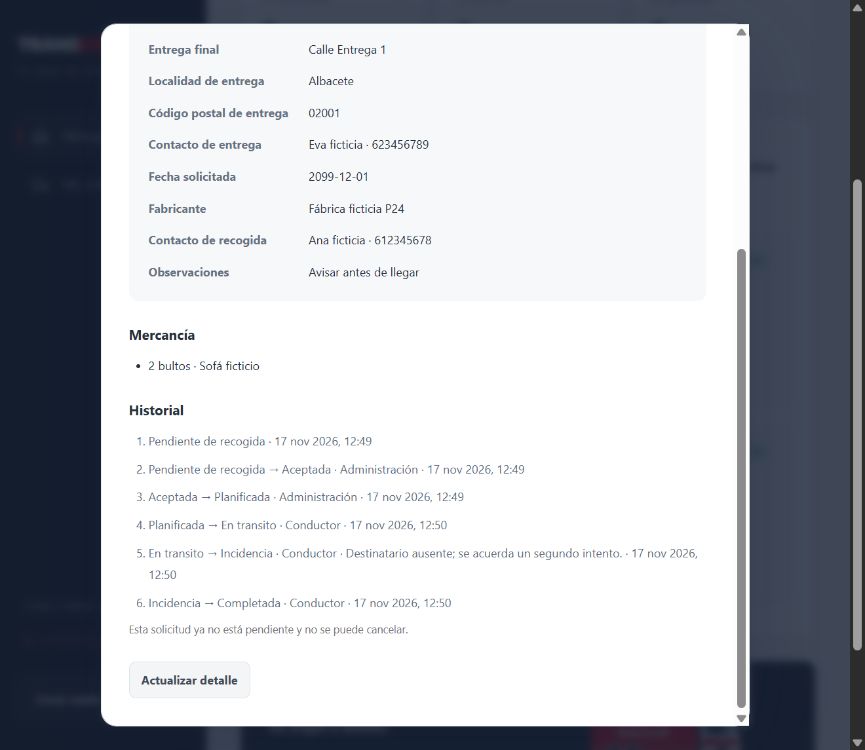 Entrega final Calle Entrega 1
Localidad de entrega Albacete
Código postal de entrega 02001
Contacto de entrega Eva ficticia · 623456789
Fecha solicitada 2099-12-01
Fabricante Fábrica ficticia P24
Contacto de recogida Ana ficticia · 612345678
Observaciones Avisar antes de llegar
Mercancía
• 2 bultos · Sofá ficticio
Historial
1. Pendiente de recogida · 17 nov 2026, 12:49
2. Pendiente de recogida → Aceptada · Administración · 17 nov 2026, 12:49
3. Aceptada → Planificada · Administración · 17 nov 2026, 12:49
4. Planificada → En transito · Conductor · 17 nov 2026, 12:50
5. En transito → Incidencia · Conductor · Destinatario ausente; se acuerda un segundo intento. · 17 nov 2026,
12:50
6. Incidencia → Completada · Conductor · 17 nov 2026, 12:50
Esta solicitud ya no está pendiente y no se puede cancelar.
Actualizar detalle